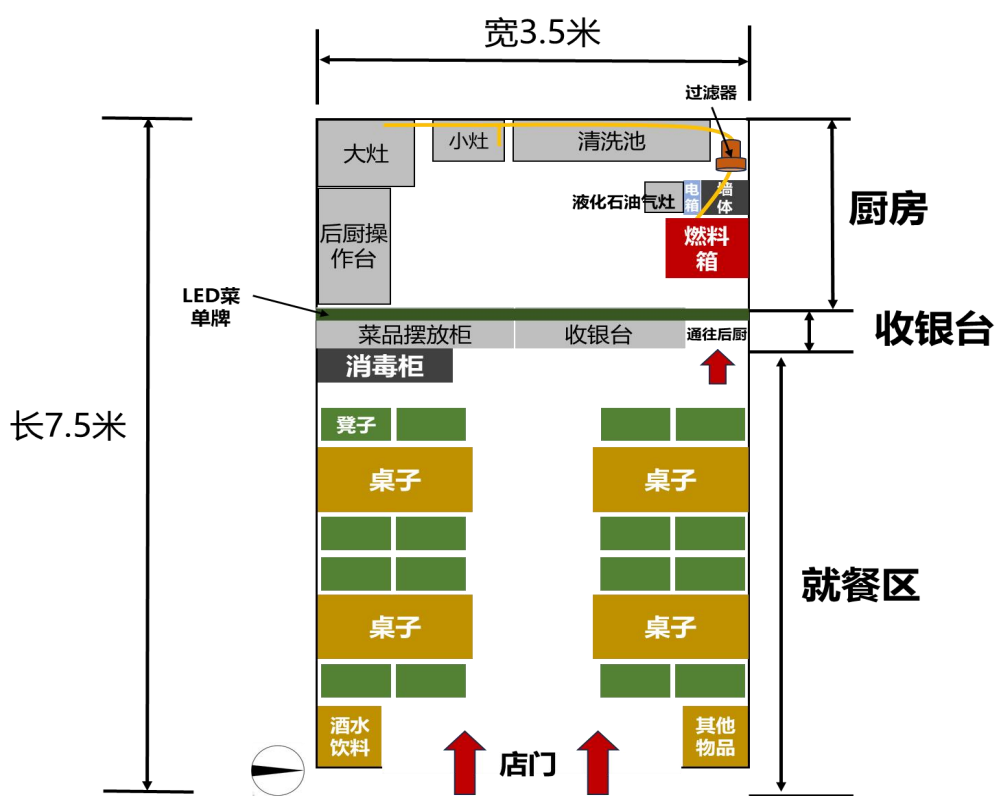 宽3.5米
过滤器
大灶
小灶
清洗池
液化石油气灶
电
箱
墙
体
厨房
后厨操
作台
燃料
箱
LED菜
单牌
菜品摆放柜
收银台
通往后厨
收银台
消毒柜
长7.5米
凳子
桌子
桌子
就餐区
桌子
桌子
酒水
饮料
其他
物品
店门